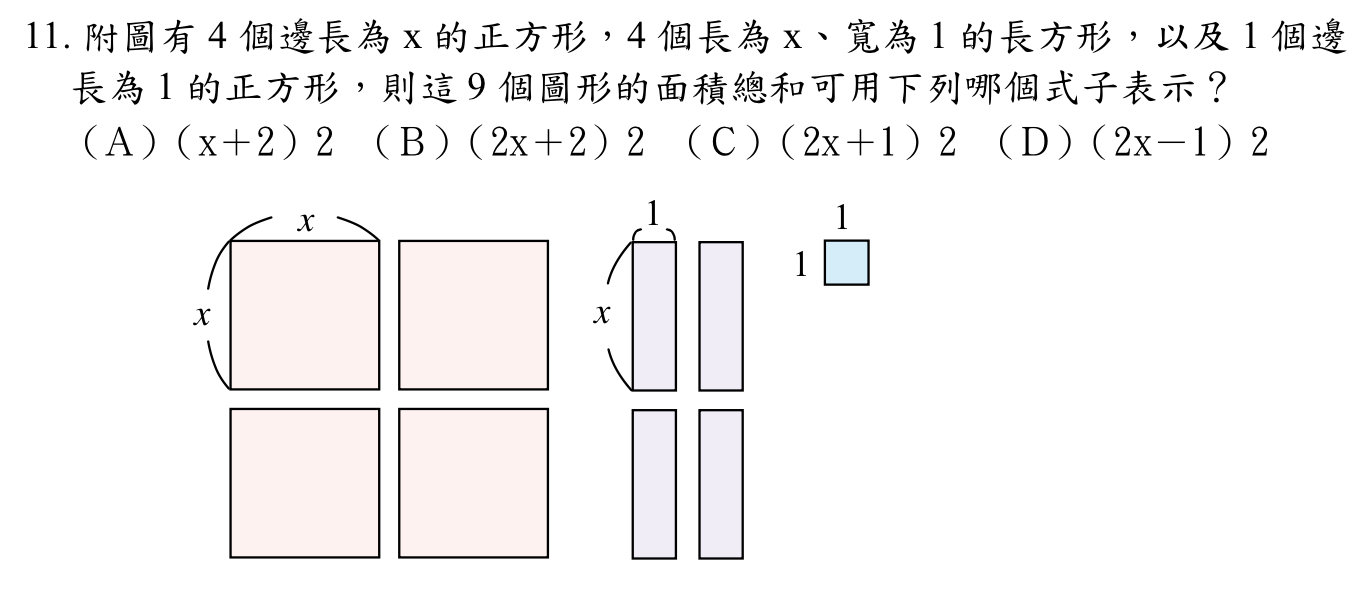 11. 附圖有 4 個邊長為 x 的正方形，4 個長為 x、寬為 1 的長方形，以及 1 個邊
長為 1 的正方形，則這 9 個圖形的面積總和可用下列哪個式子表示？
（A）（x＋2）2 （B）（2x＋2）2 （C）（2x＋1）2 （D）（2x－1）2
x
1
1
x
x
1